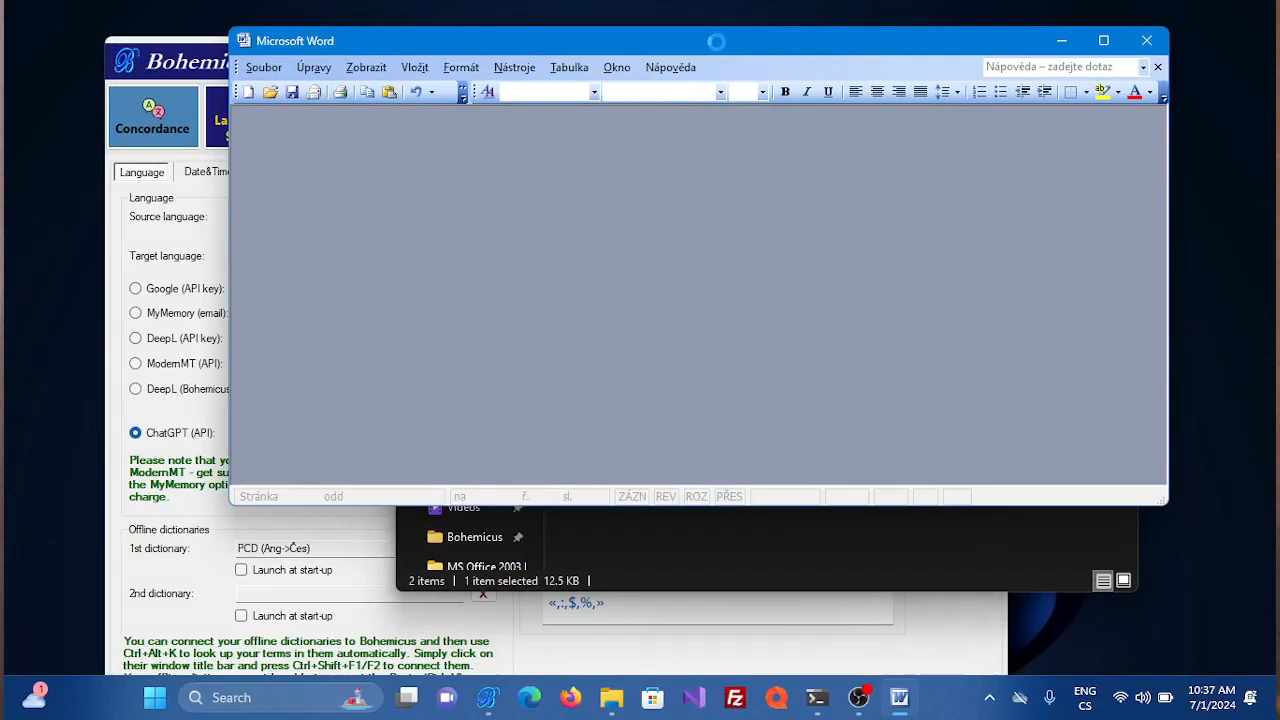 Microsoft Word
Soubor Úpravy Zobrazit Vložit Formát Nástroje Tabulka Okno Nápověda
Nápověda – zadejte dotaz
B I U
Concordance
Language
Language
Source language:
Target language:
Google (API key):
MyMemory (email):
DeepL (API key):
ModernMT (API):
DeepL (Bohemicus
ChatGPT (API):
Please note that
ModernMT - get
the MyMemory
charge.
Stránka odd na ř. sl. ZÁZN REV ROZ PŘES
Offline dictionaries
1st dictionary: PCD (Ang->Čes)
Launch at start-up
2nd dictionary: X
Launch at start-up
You can connect your offline dictionaries to Bohemicus and then use
Ctrl+Alt+K to look up your terms in them automatically. Simply click on
their window title bar and press Ctrl+Shift+F1/F2 to connect them.
Videos
Bohemicus
MS Office 2003
2 items 1 item selected 12.5 KB
«,:,$,%,»
1
Search
ENG
CS
10:37 AM
7/1/2024